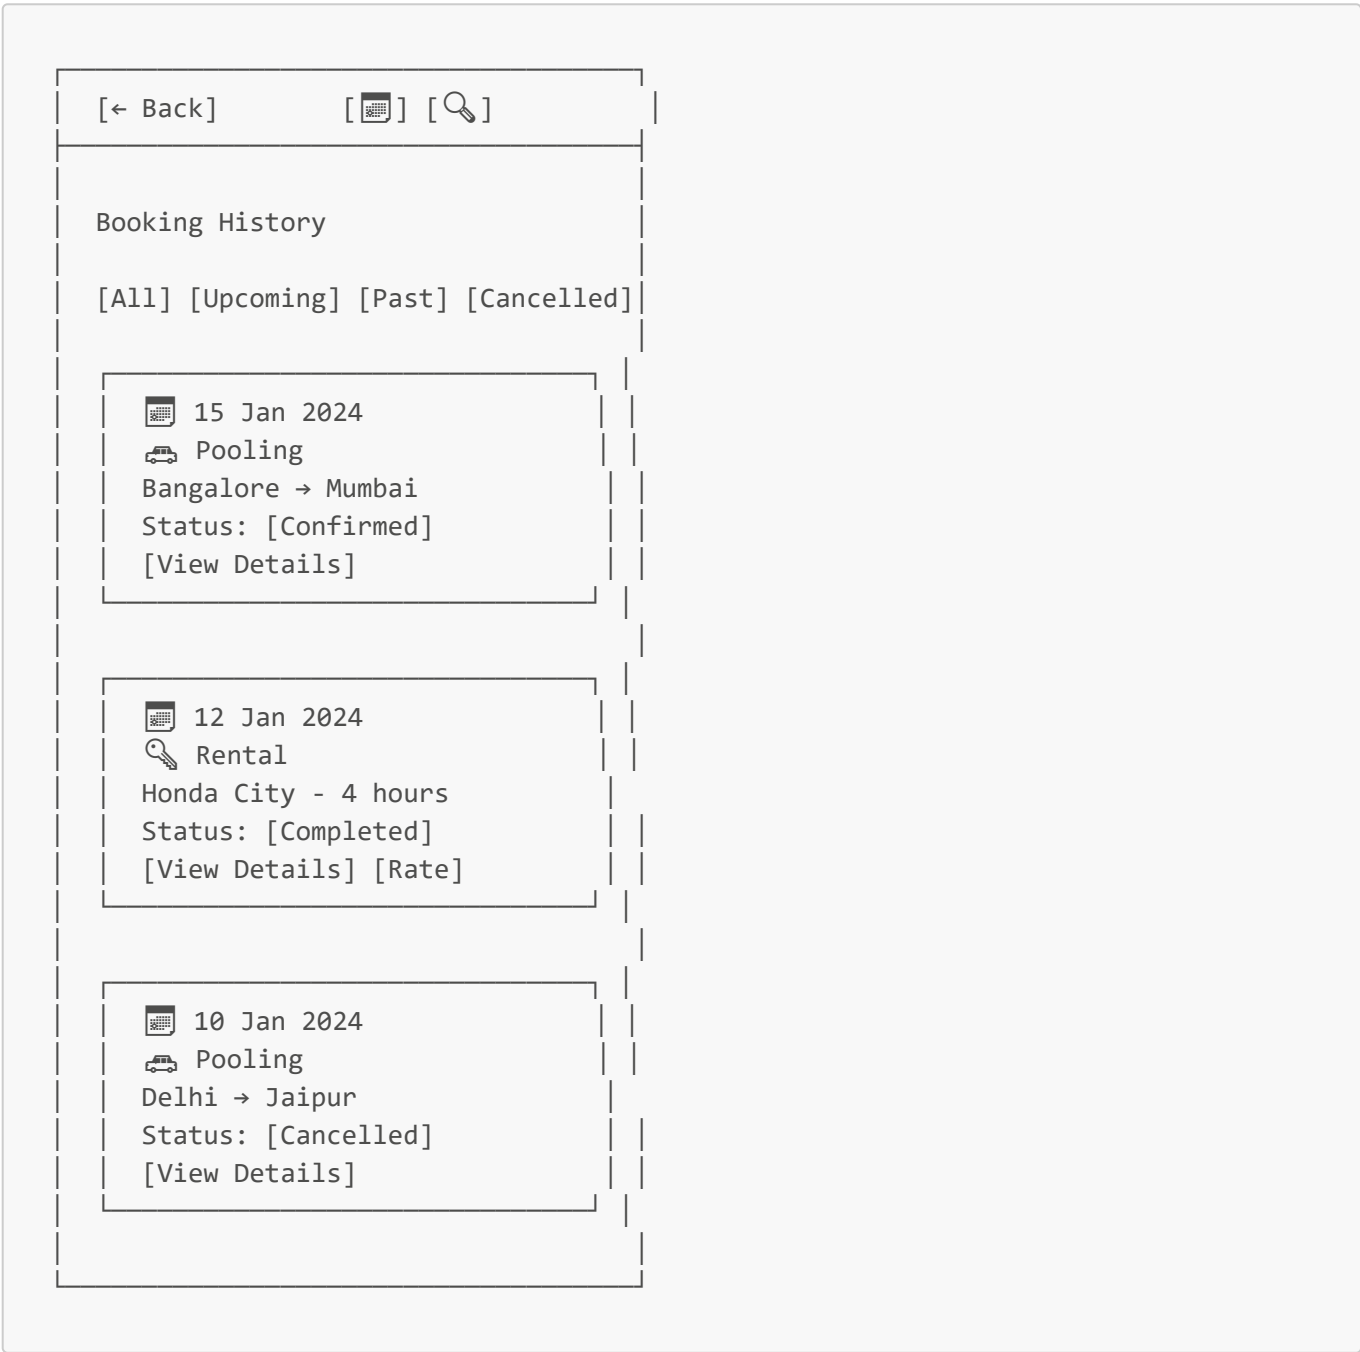 [← Back] [📅] [🔍]
Booking History
[All] [Upcoming] [Past] [Cancelled]
📅 15 Jan 2024
🚗 Pooling
Bangalore → Mumbai
Status: [Confirmed]
[View Details]
📅 12 Jan 2024
🔑 Rental
Honda City - 4 hours
Status: [Completed]
[View Details] [Rate]
📅 10 Jan 2024
🚗 Pooling
Delhi → Jaipur
Status: [Cancelled]
[View Details]